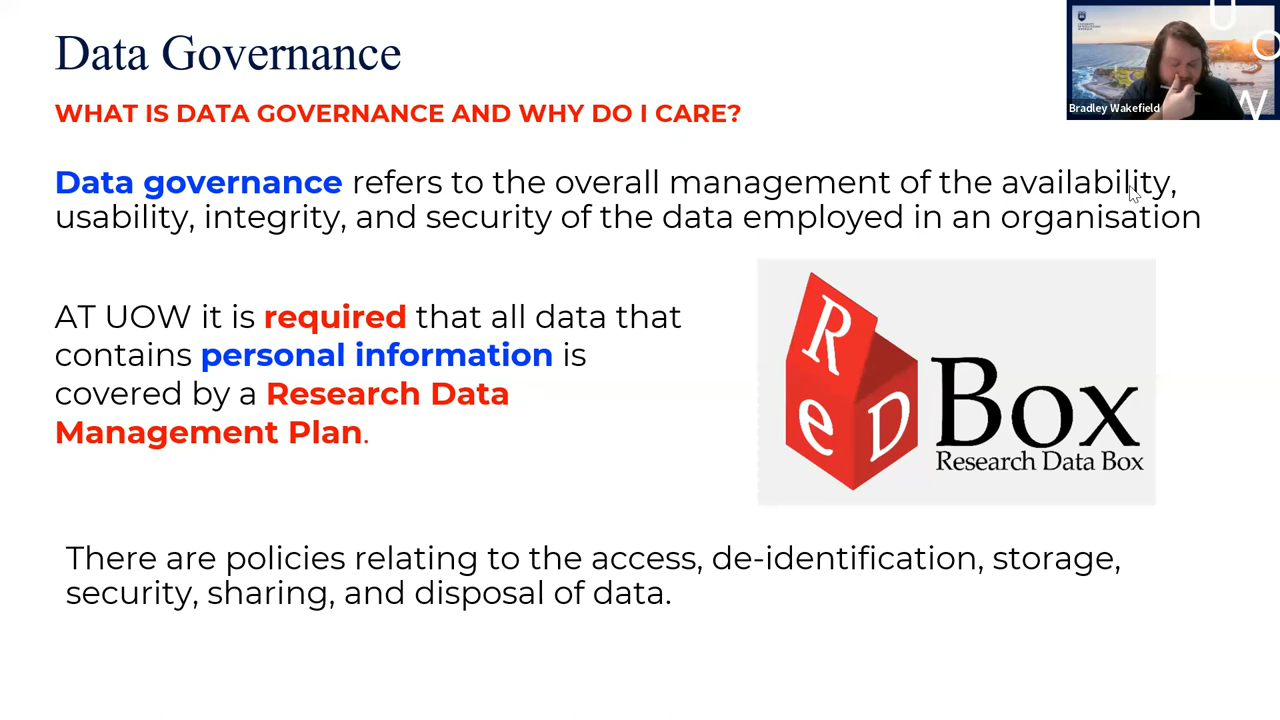 Data Governance
WHAT IS DATA GOVERNANCE AND WHY DO I CARE?
Bradley Wakefield
U
O
W
Data governance refers to the overall management of the availability,
usability, integrity, and security of the data employed in an organisation
AT UOW it is required that all data that
contains personal information is
covered by a Research Data
Management Plan.
ReD
Box
Research Data Box
There are policies relating to the access, de-identification, storage,
security, sharing, and disposal of data.